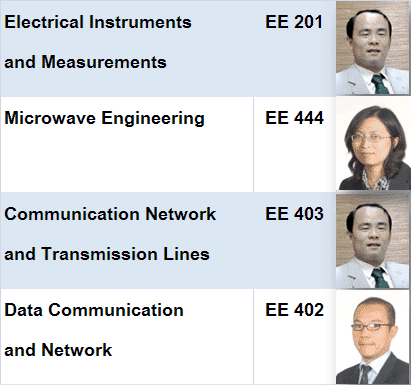 Electrical Instruments EE 201
and Measurements
Microwave Engineering EE 444
Communication Network EE 403
and Transmission Lines
Data Communication EE 402
and Network